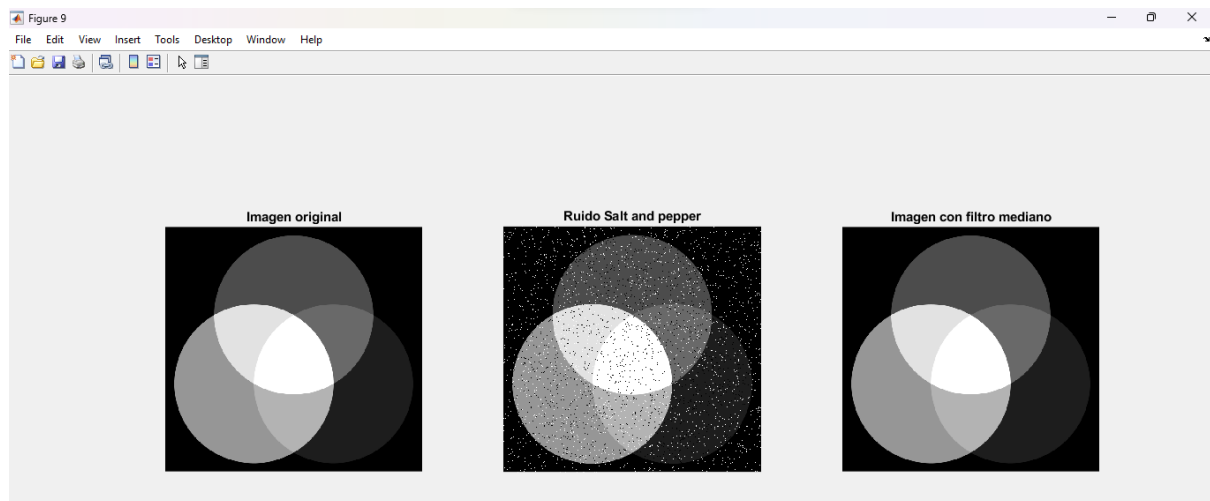 Figure 9
File Edit View Insert Tools Desktop Window Help
Imagen original
Ruido Salt and pepper
Imagen con filtro mediano